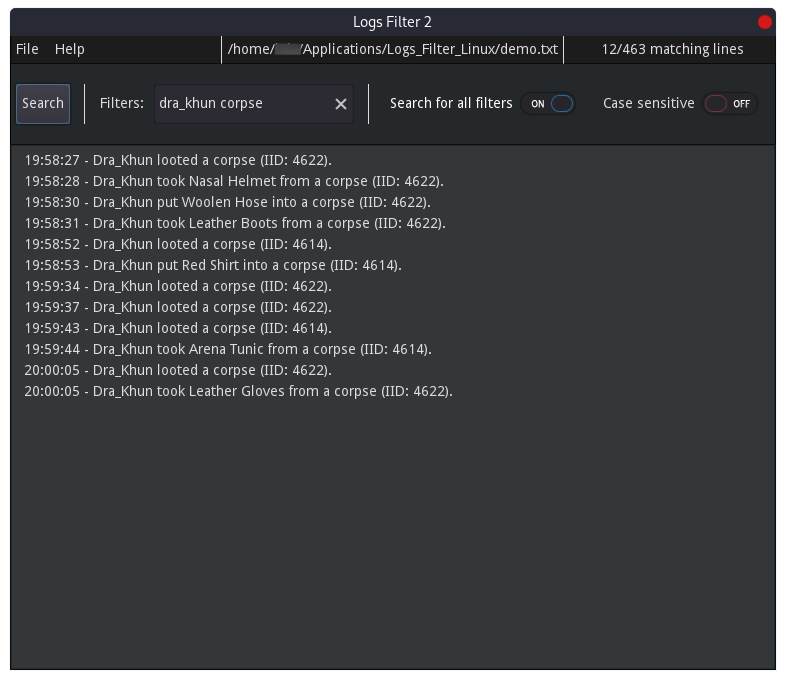 Logs Filter 2
File Help /home/ /Applications/Logs_Filter_Linux/demo.txt 12/463 matching lines
Search Filters: dra_khun corpse Search for all filters ON Case sensitive OFF
19:58:27 - Dra_Khun looted a corpse (IID: 4622).
19:58:28 - Dra_Khun took Nasal Helmet from a corpse (IID: 4622).
19:58:30 - Dra_Khun put Woolen Hose into a corpse (IID: 4622).
19:58:31 - Dra_Khun took Leather Boots from a corpse (IID: 4622).
19:58:52 - Dra_Khun looted a corpse (IID: 4614).
19:58:53 - Dra_Khun put Red Shirt into a corpse (IID: 4614).
19:59:34 - Dra_Khun looted a corpse (IID: 4622).
19:59:37 - Dra_Khun looted a corpse (IID: 4622).
19:59:43 - Dra_Khun looted a corpse (IID: 4614).
19:59:44 - Dra_Khun took Arena Tunic from a corpse (IID: 4614).
20:00:05 - Dra_Khun looted a corpse (IID: 4622).
20:00:05 - Dra_Khun took Leather Gloves from a corpse (IID: 4622).